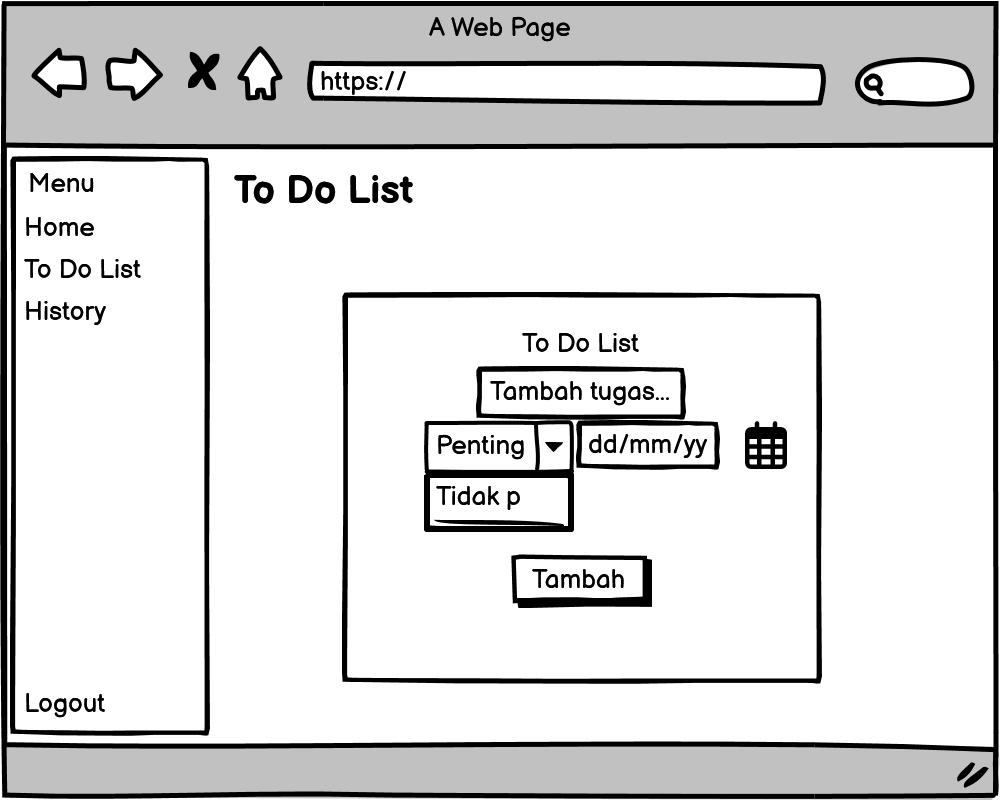 A Web Page
https://
Menu
Home
To Do List
History
Logout
To Do List
To Do List
Tambah tugas...
Penting
dd/mm/yy
Tidak p
Tambah